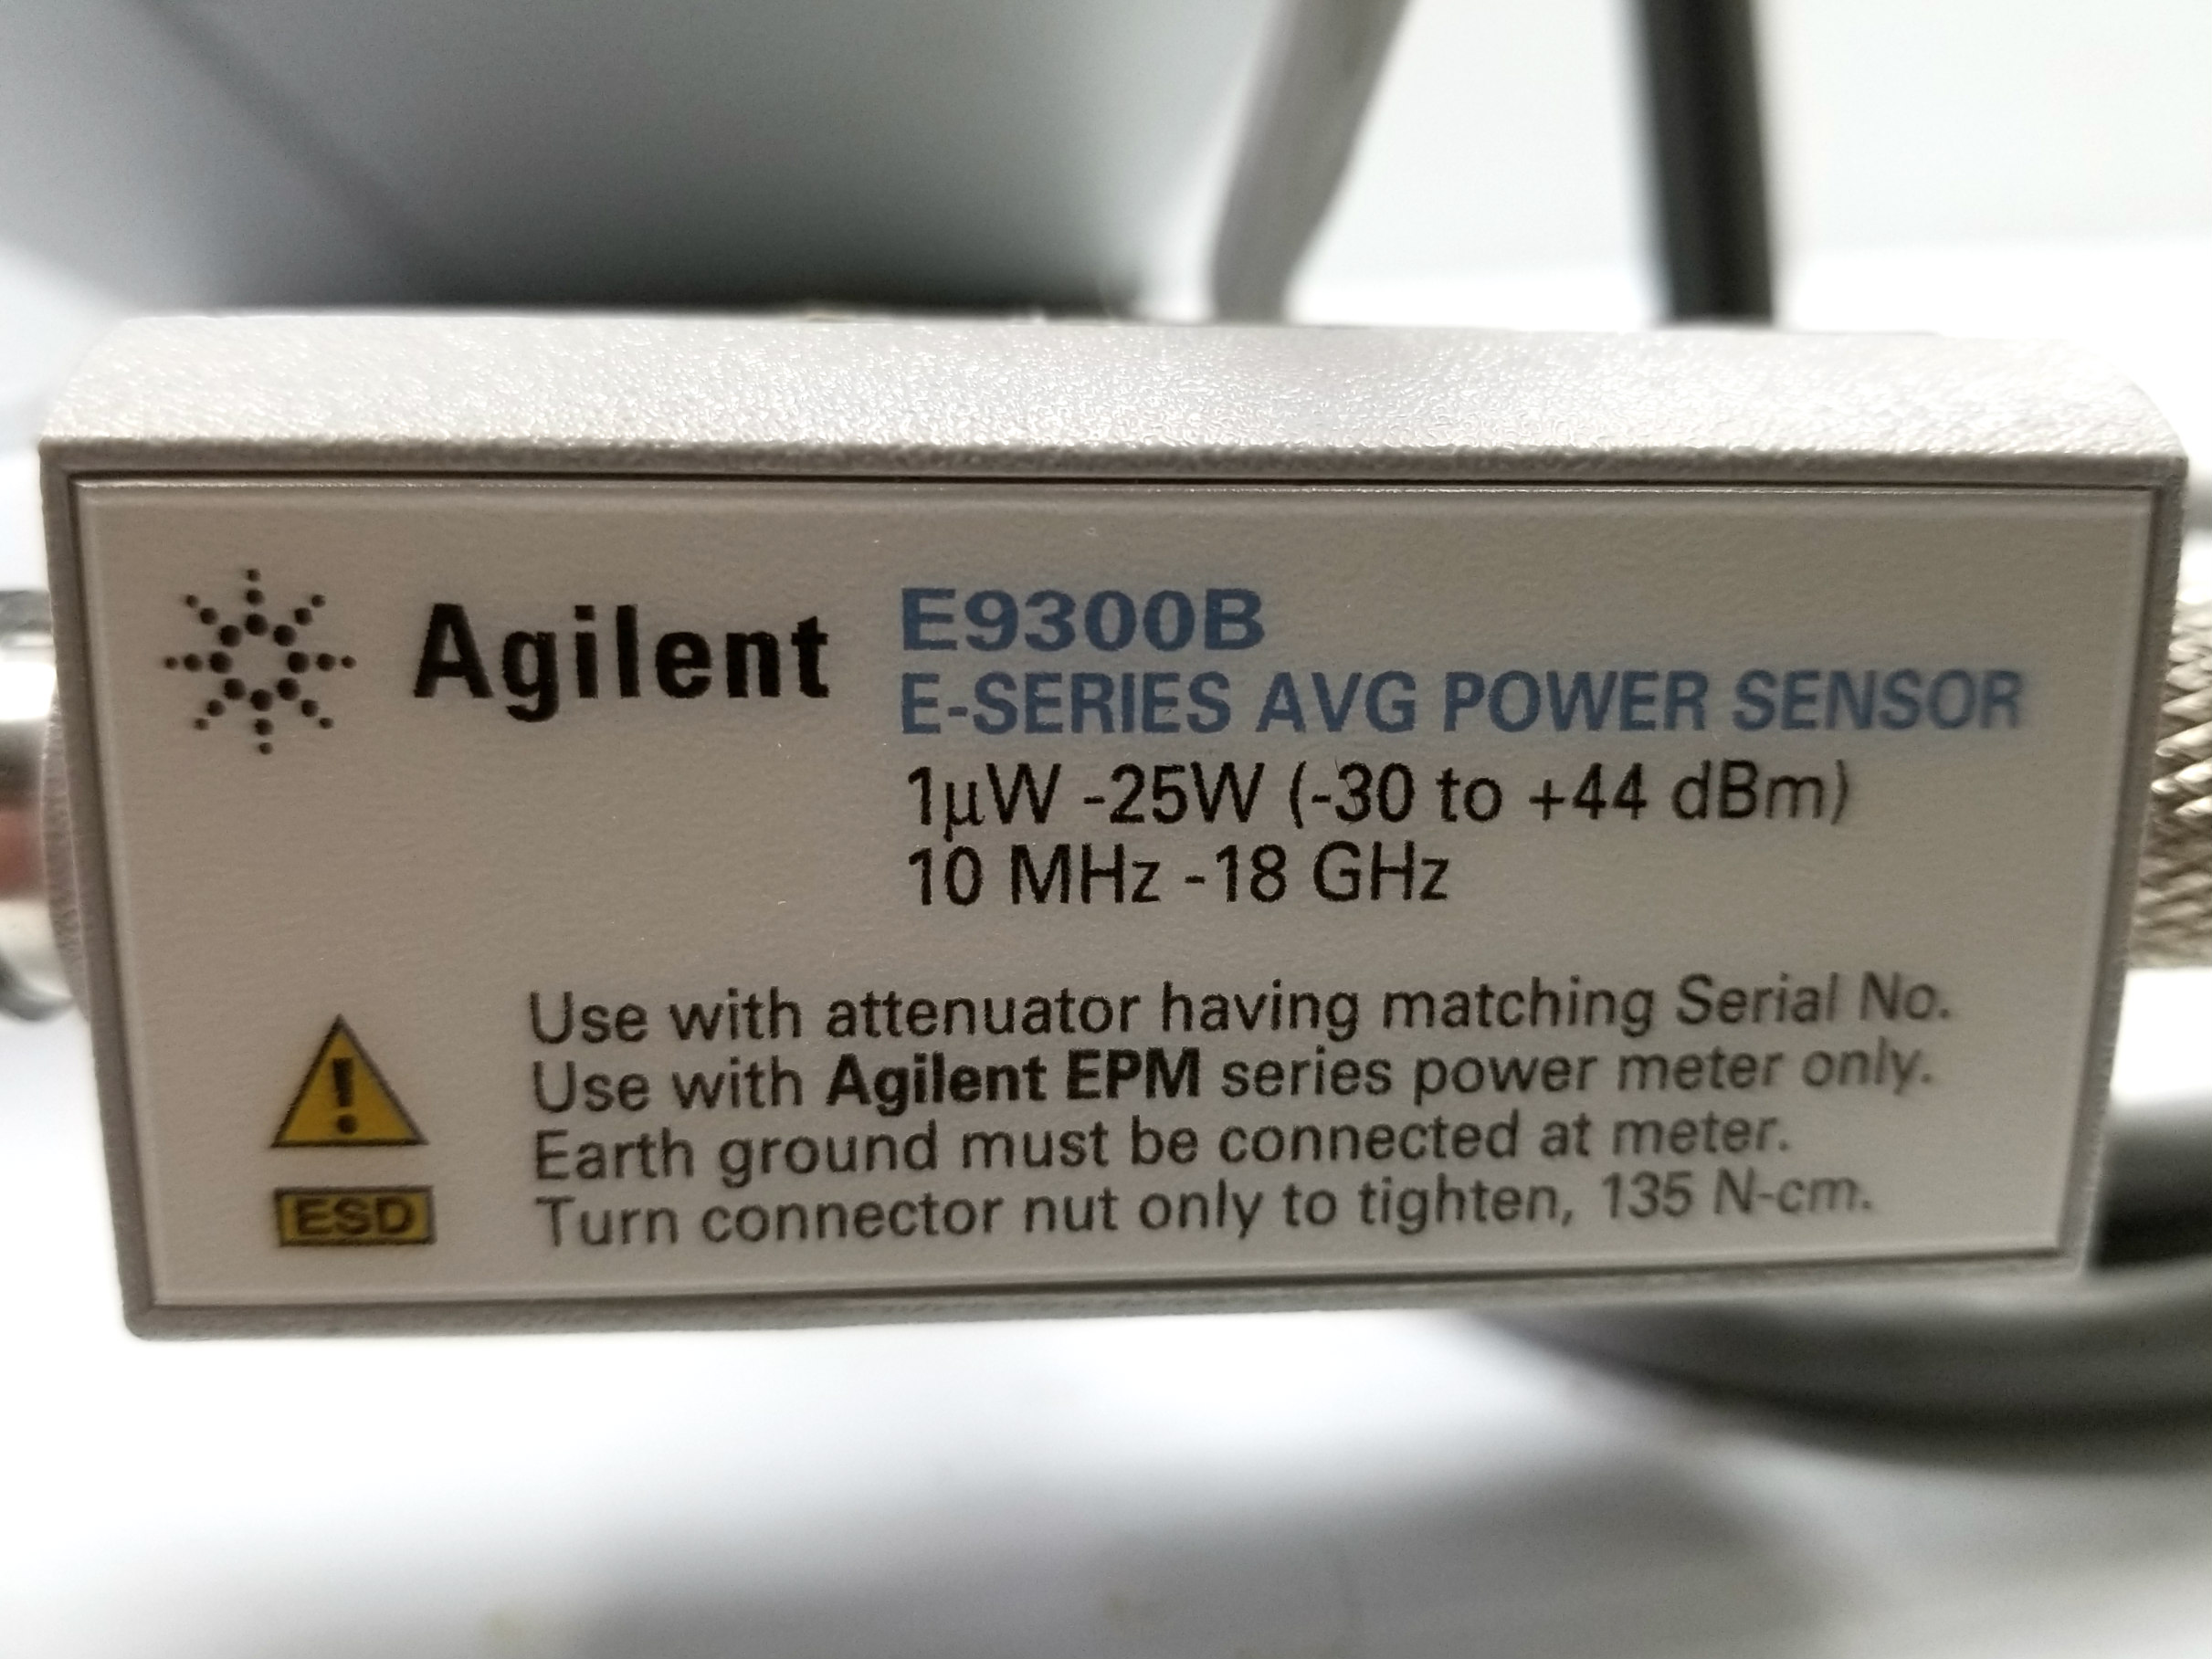 Agilent
E9300B
E-SERIES AVG POWER SENSOR
1µW -25W (-30 to +44 dBm)
10 MHz -18 GHz
!
ESD
Use with attenuator having matching Serial No.
Use with Agilent EPM series power meter only.
Earth ground must be connected at meter.
Turn connector nut only to tighten, 135 N-cm.